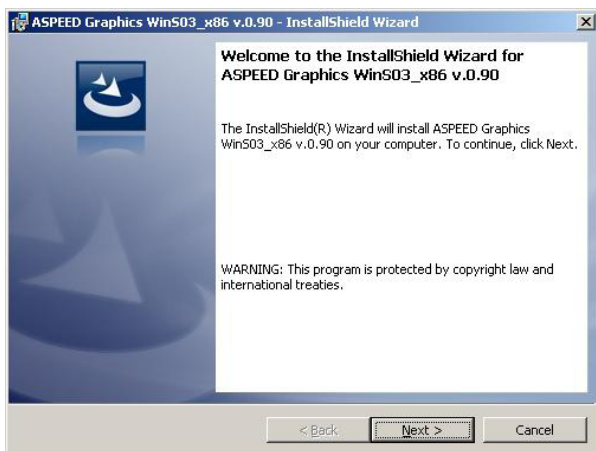 ASPEED Graphics WinS03_x86 v.0.90 - InstallShield Wizard
Welcome to the InstallShield Wizard for
ASPEED Graphics WinS03_x86 v.0.90
The InstallShield(R) Wizard will install ASPEED Graphics
WinS03_x86 v.0.90 on your computer. To continue, click Next.
WARNING: This program is protected by copyright law and
international treaties.
< Back Next > Cancel